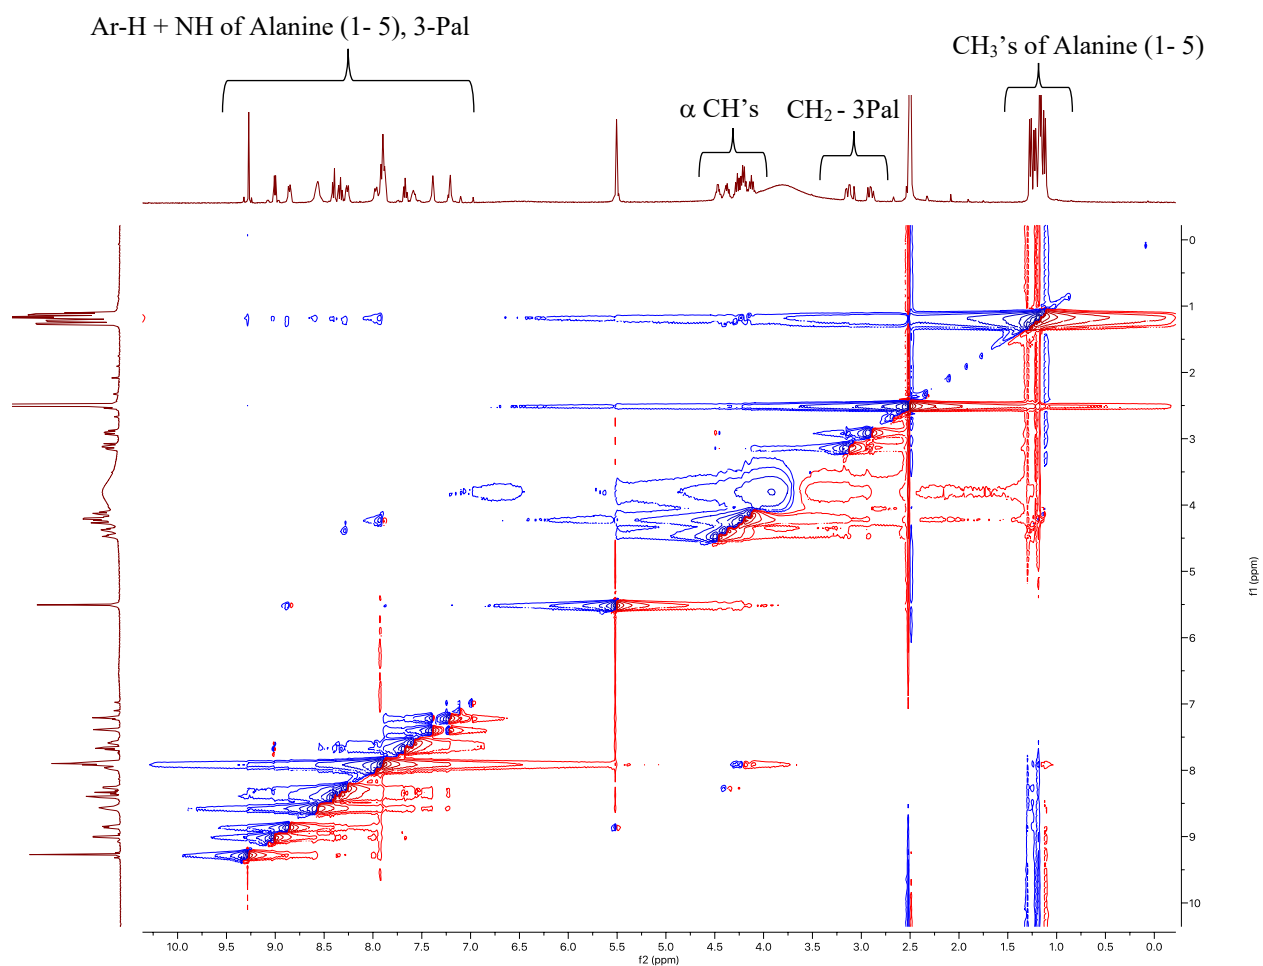 Ar-H + NH of Alanine (1- 5), 3-Pal
CH₃’s of Alanine (1- 5)
α CH’s
CH₂ - 3Pal
0
1
2
3
4
5
6
7
8
9
10
f1 (ppm)
10.0 9.5 9.0 8.5 8.0 7.5 7.0 6.5 6.0 5.5 5.0 4.5 4.0 3.5 3.0 2.5 2.0 1.5 1.0 0.5 0.0
f2 (ppm)